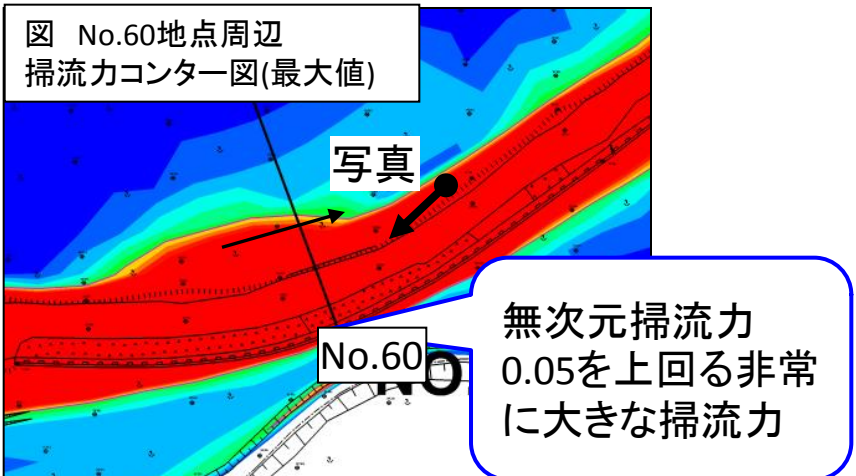 図 No.60地点周辺
掃流力コンター図(最大値)
写真
No.60
NO
無次元掃流力
0.05を上回る非常
に大きな掃流力